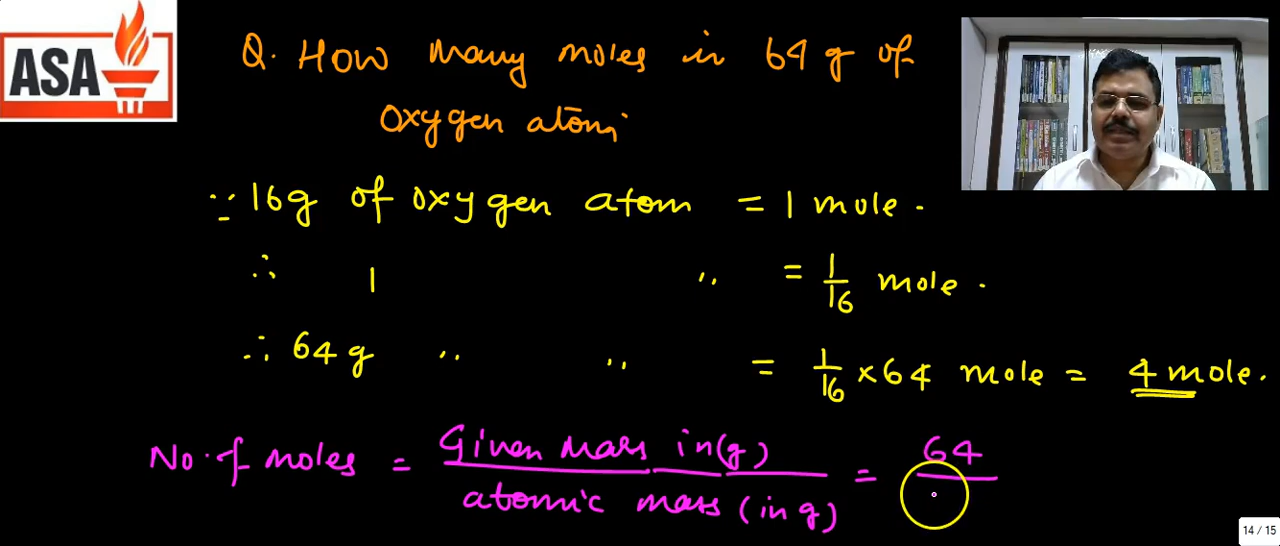 ASA
Q. How many moles in 64 g of
oxygen atoms
∵ 16g of oxygen atom = 1 mole.
∴ 1 〃 = 1/16 mole.
∴ 64 g 〃 〃 = 1/16 × 64 mole = 4 mole.
No. of moles = Given mass in(g) / atomic mass (in g) = 64
14 / 15